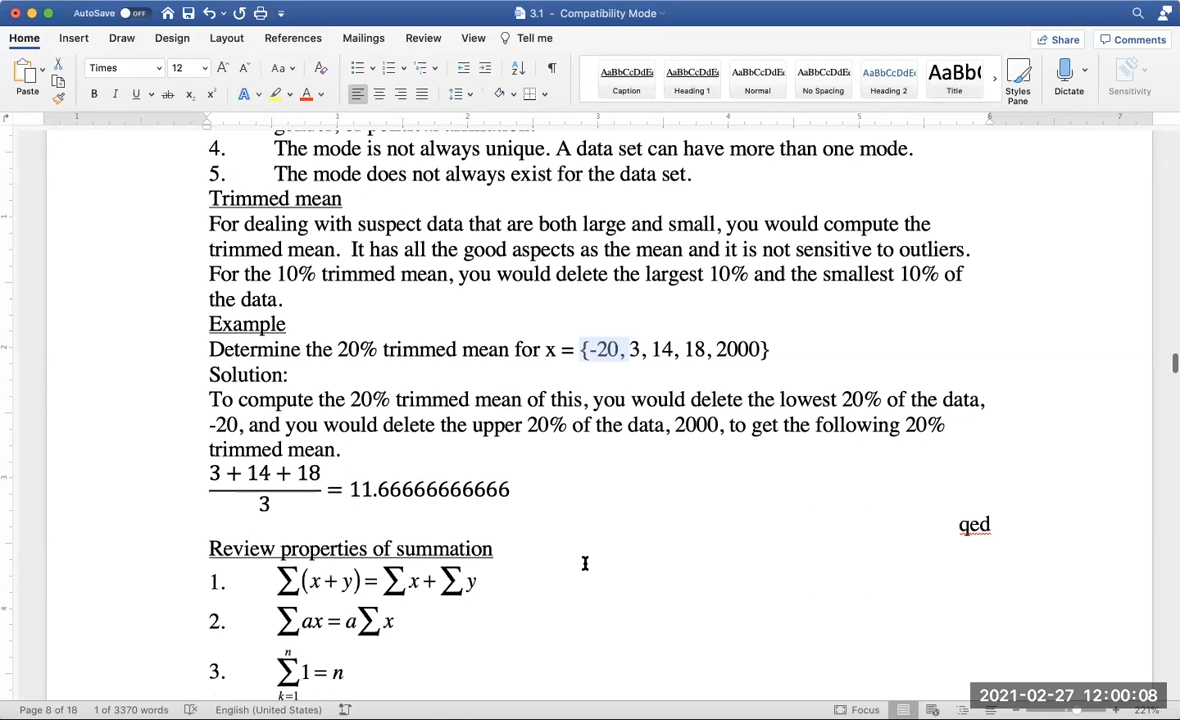 AutoSave OFF
3.1 - Compatibility Mode
Home Insert Draw Design Layout References Mailings Review View Tell me
Share Comments
Paste
Times 12
AaBbCcDdE AaBbCcDdE AaBbCcDdE AaBbCcDdE AaBbCcDdE AaBb(
Caption Heading 1 Normal No Spacing Heading 2 Title
Styles Pane
Dictate
Sensitivity
4. The mode is not always unique. A data set can have more than one mode.
5. The mode does not always exist for the data set.
Trimmed mean
For dealing with suspect data that are both large and small, you would compute the
trimmed mean. It has all the good aspects as the mean and it is not sensitive to outliers.
For the 10% trimmed mean, you would delete the largest 10% and the smallest 10% of
the data.
Example
Determine the 20% trimmed mean for x = {-20, 3, 14, 18, 2000}
Solution:
To compute the 20% trimmed mean of this, you would delete the lowest 20% of the data,
-20, and you would delete the upper 20% of the data, 2000, to get the following 20%
trimmed mean.
3 + 14 + 18
3
= 11.66666666666
qed
Review properties of summation
1. ∑(x + y) = ∑x + ∑y
2. ∑ax = a∑x
3. n
∑1 = n
k=1
2021-02-27 12:00:08
Page 8 of 18 1 of 3370 words English (United States) Focus 221%